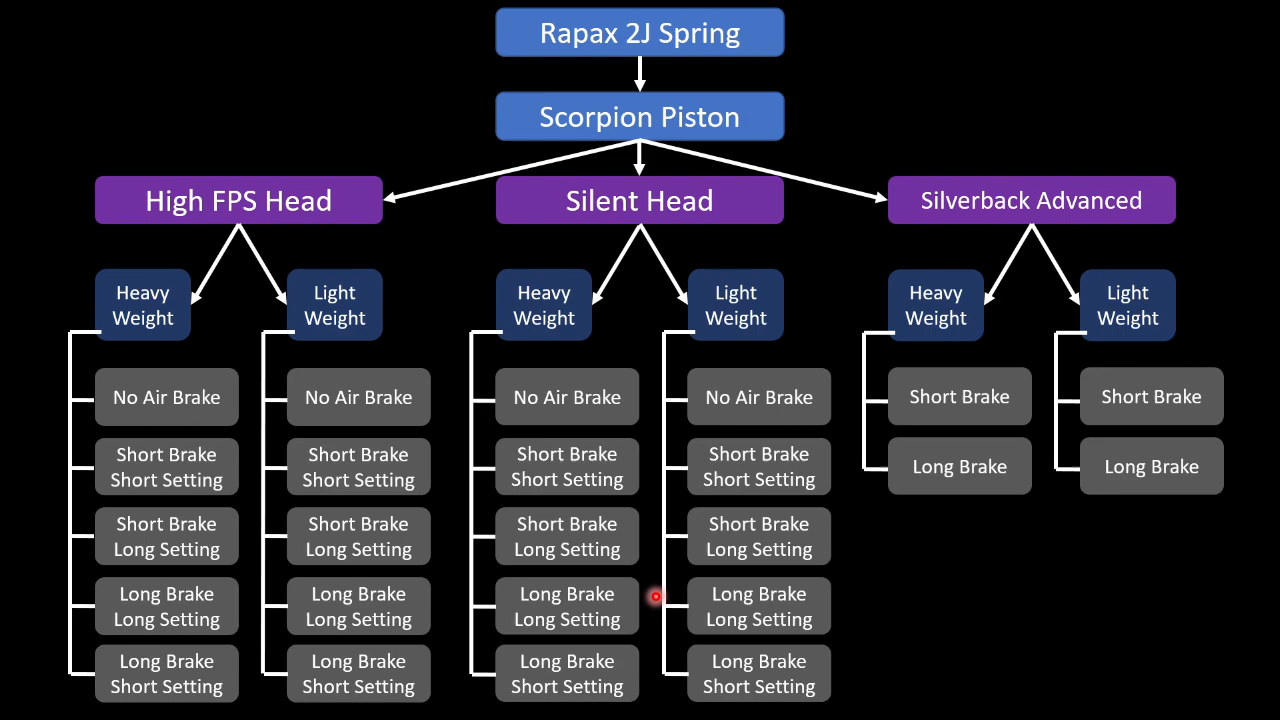 Rapax 2J Spring
Scorpion Piston
High FPS Head
Silent Head
Silverback Advanced
Heavy
Weight
Light
Weight
Heavy
Weight
Light
Weight
Heavy
Weight
Light
Weight
No Air Brake
No Air Brake
No Air Brake
No Air Brake
Short Brake
Short Brake
Short Brake
Short Setting
Short Brake
Short Setting
Short Brake
Short Setting
Short Brake
Short Setting
Long Brake
Long Brake
Short Brake
Long Setting
Short Brake
Long Setting
Short Brake
Long Setting
Short Brake
Long Setting
Long Brake
Long Setting
Long Brake
Long Setting
Long Brake
Long Setting
Long Brake
Long Setting
Long Brake
Short Setting
Long Brake
Short Setting
Long Brake
Short Setting
Long Brake
Short Setting